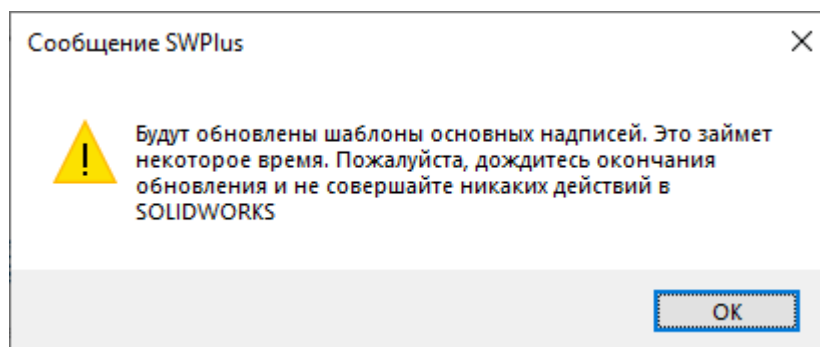 Сообщение SWPlus
Будут обновлены шаблоны основных надписей. Это займет
некоторое время. Пожалуйста, дождитесь окончания
обновления и не совершайте никаких действий в
SOLIDWORKS
OK